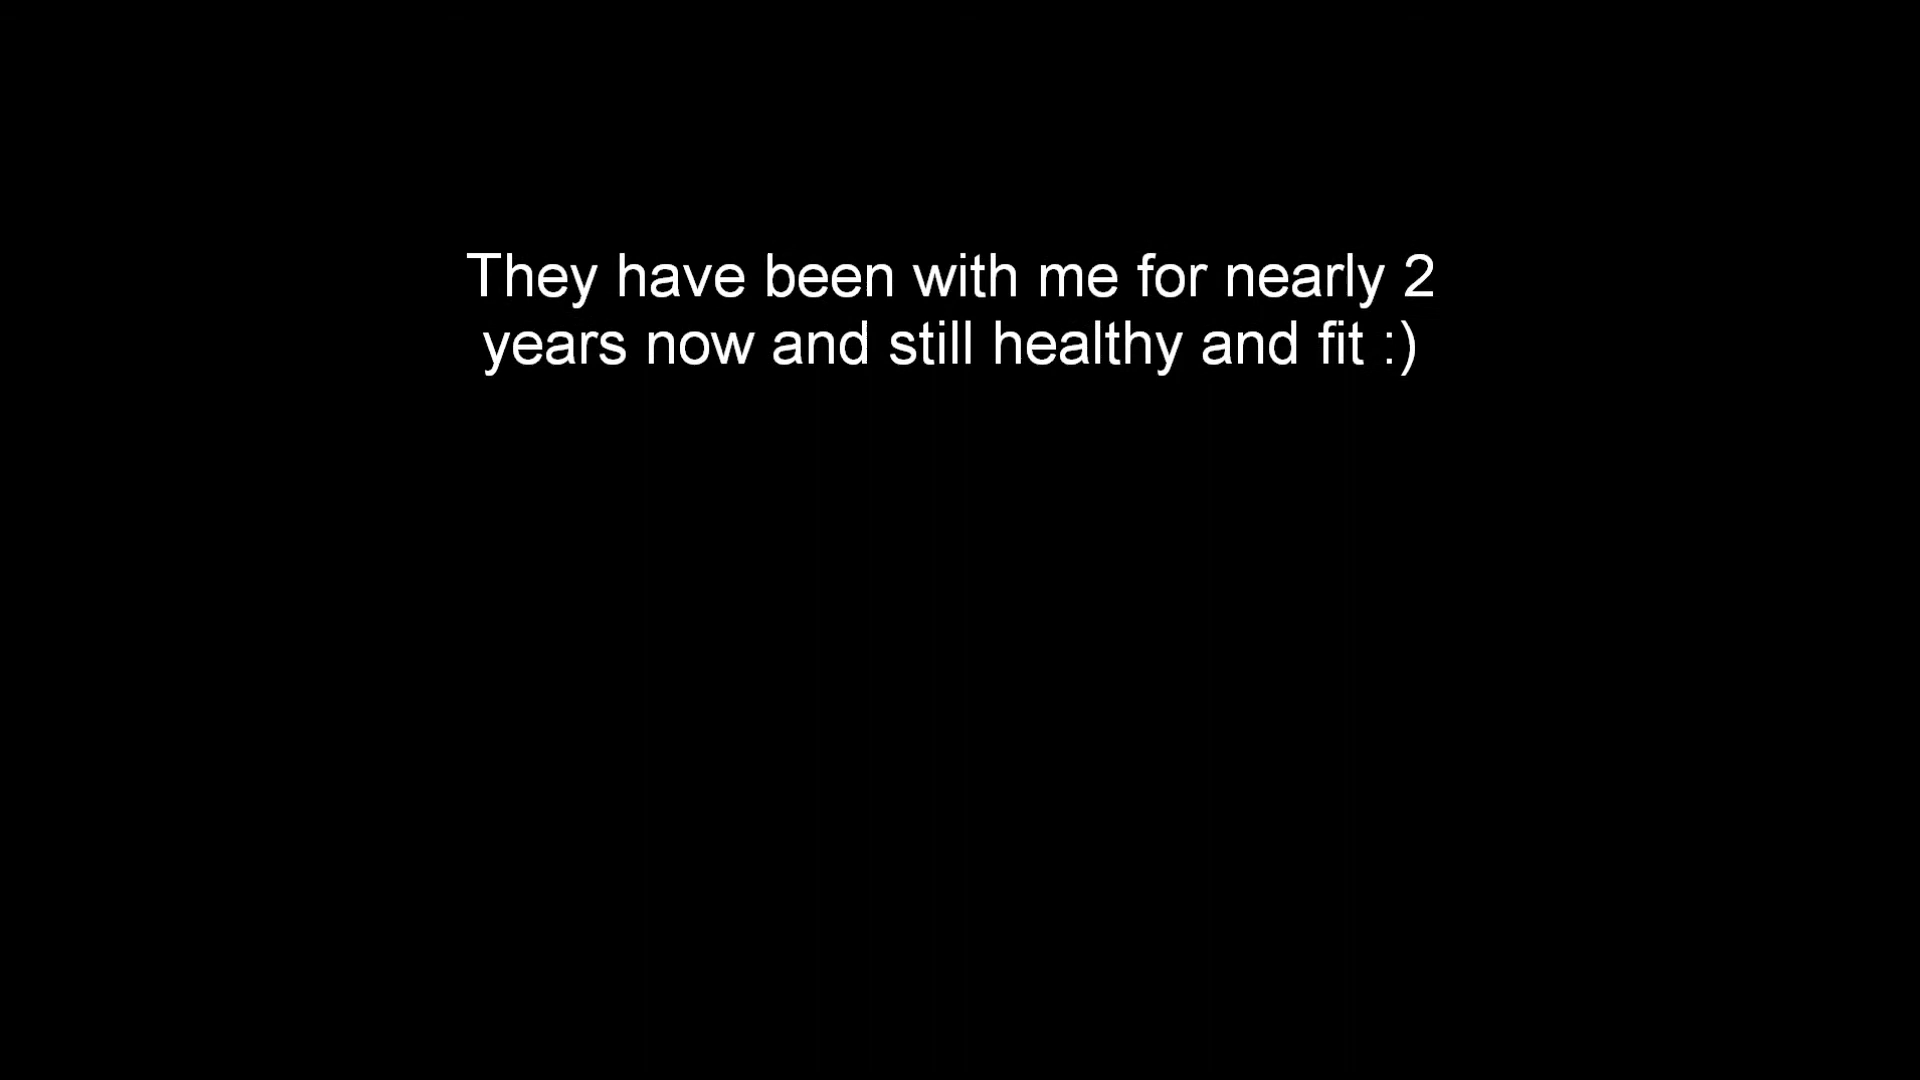 They have been with me for nearly 2
years now and still healthy and fit :)